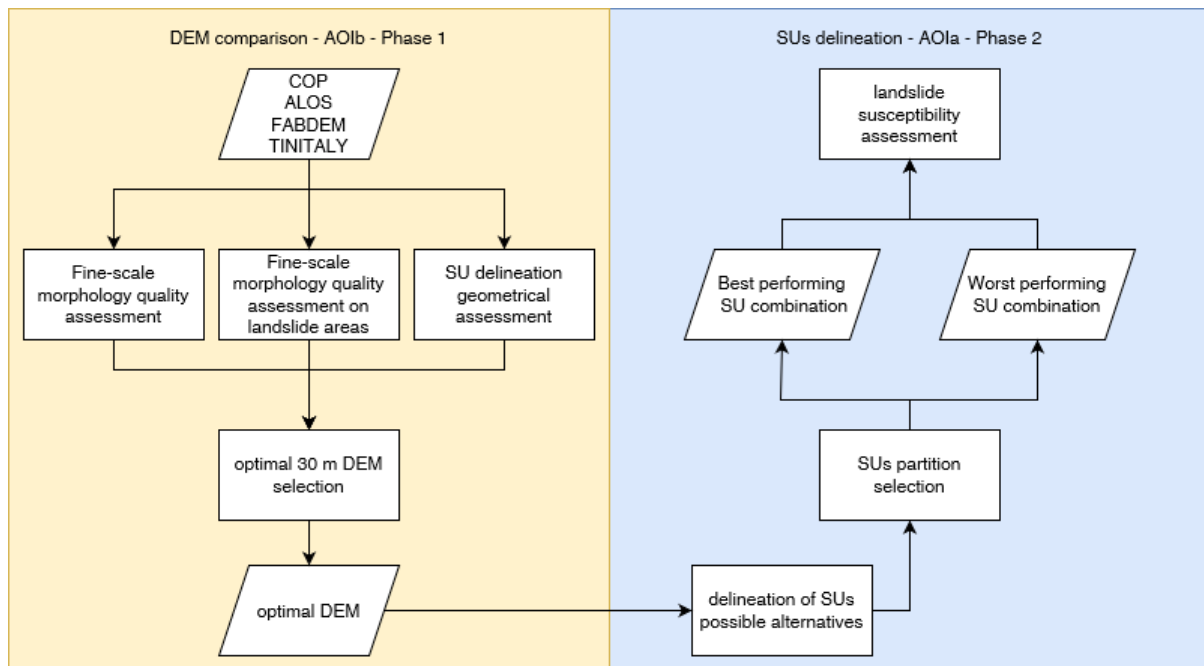 DEM comparison - AOIb - Phase 1
COP
ALOS
FABDEM
TINITALY
Fine-scale
morphology quality
assessment
Fine-scale
morphology quality
assessment on
landslide areas
SU delineation
geometrical
assessment
optimal 30 m DEM
selection
optimal DEM
SUs delineation - AOIa - Phase 2
landslide
susceptibility
assessment
Best performing
SU combination
Worst performing
SU combination
SUs partition
selection
delineation of SUs
possible alternatives